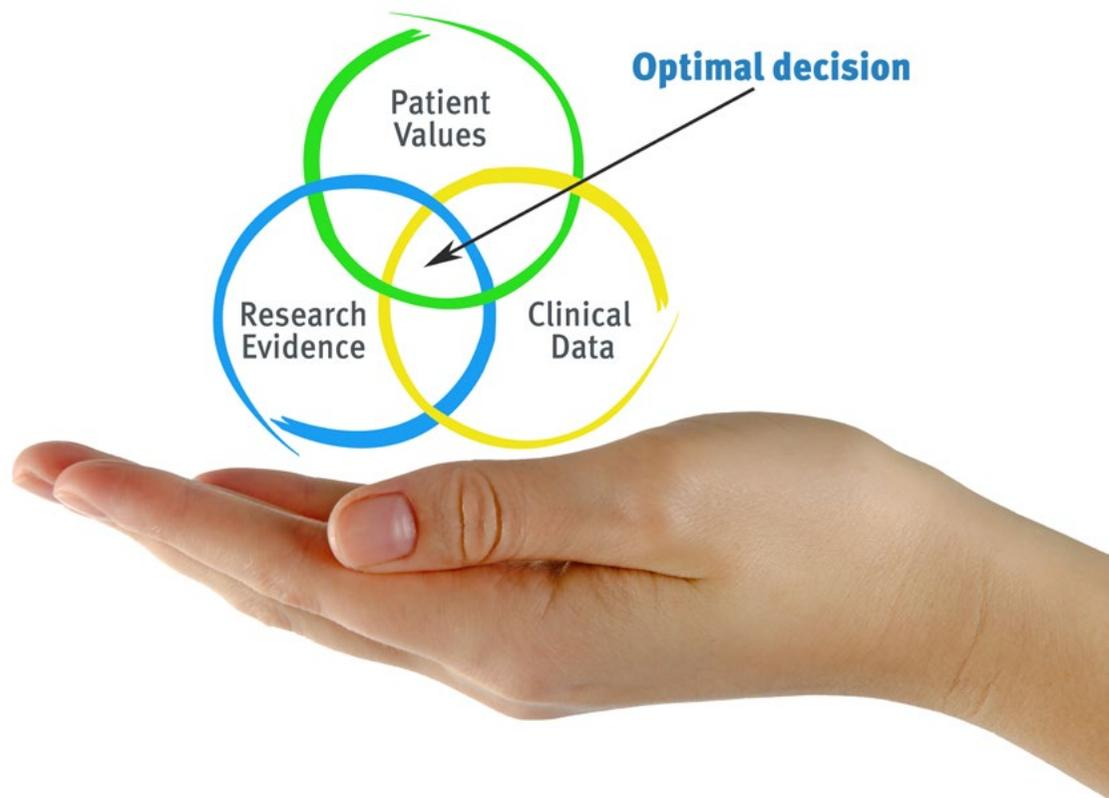 Optimal decision
Patient
Values
Research
Evidence
Clinical
Data